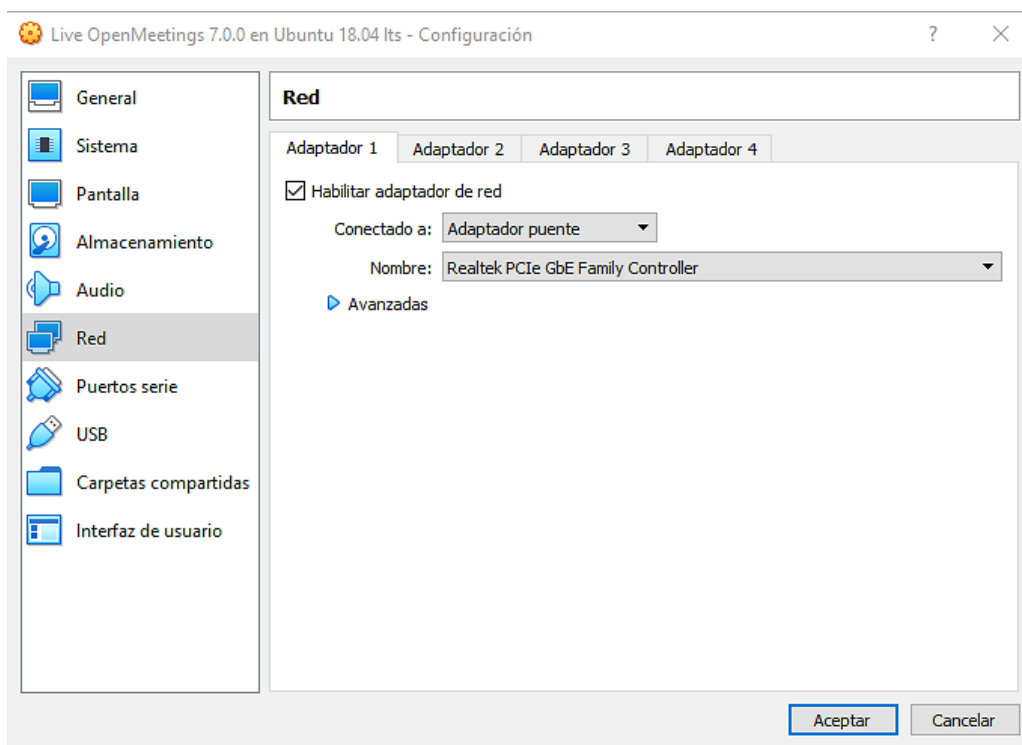 Live OpenMeetings 7.0.0 en Ubuntu 18.04 lts - Configuración
?
General
Sistema
Pantalla
Almacenamiento
Audio
Red
Puertos serie
USB
Carpetas compartidas
Interfaz de usuario
Red
Adaptador 1 Adaptador 2 Adaptador 3 Adaptador 4
Habilitar adaptador de red
Conectado a: Adaptador puente
Nombre: Realtek PCIe GbE Family Controller
Avanzadas
Aceptar Cancelar